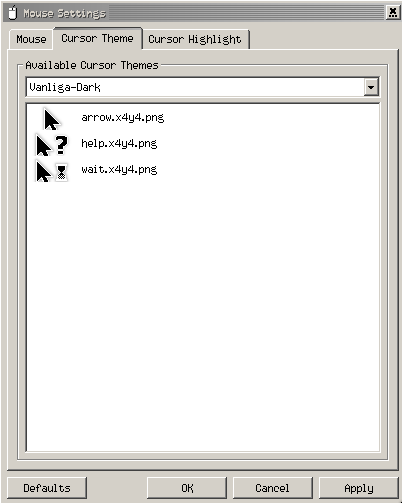 Mouse Settings
Mouse
Cursor Theme
Cursor Highlight
Available Cursor Themes
Vanliga-Dark
arrow.x4y4.png
help.x4y4.png
wait.x4y4.png
Defaults
OK
Cancel
Apply